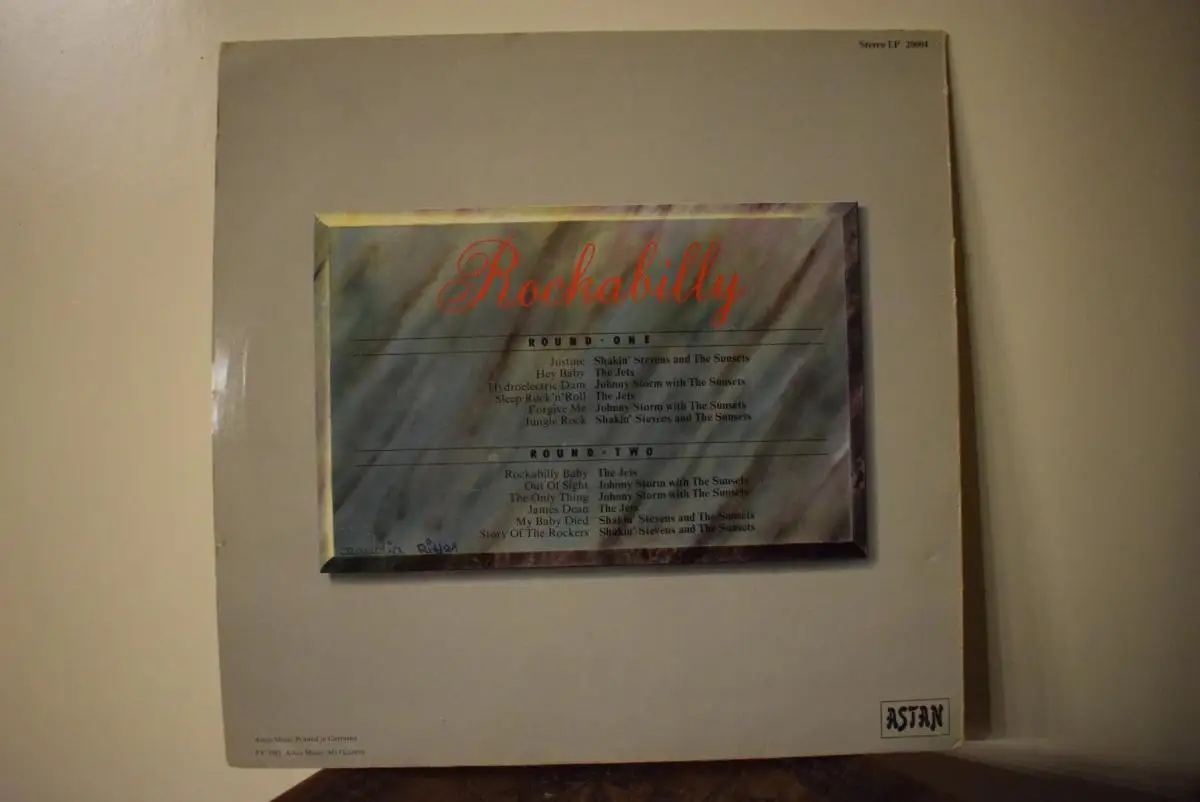 Stereo LP 20004
Rockabilly
ROUND · ONE
Justine Shakin' Stevens and The Sunsets
Hey Baby The Jets
Hydroelectric Dam Johnny Storm with The Sunsets
Sleep Rock'n'Roll The Jets
Forgive Me Johnny Storm with The Sunsets
Jungle Rock Shakin' Stevens and The Sunsets
ROUND · TWO
Rockabilly Baby The Jets
Out Of Sight Johnny Storm with The Sunsets
The Only Thing Johnny Storm with The Sunsets
James Dean The Jets
My Baby Died Shakin' Stevens and The Sunsets
Story Of The Rockers Shakin' Stevens and The Sunsets
Printed in Germany
ASTAN